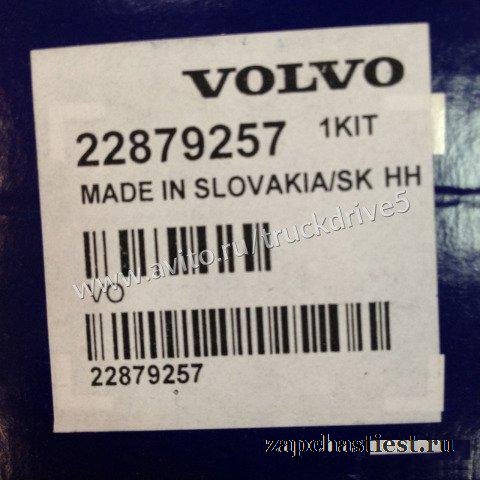 VOLVO
22879257 1KIT
MADE IN SLOVAKIA/SK HH
www.avito.ru/truckdrive5
VO
22879257
zapchastiest.ru